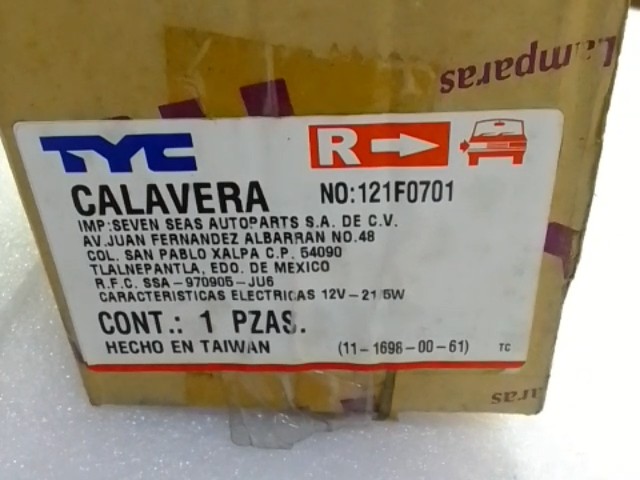 Lamparas
TYC
R
CALAVERA NO:121F0701
IMP:SEVEN SEAS AUTOPARTS S.A. DE C.V.
AV.JUAN FERNANDEZ ALBARRAN NO.48
COL. SAN PABLO XALPA C.P. 54090
TLALNEPANTLA, EDO. DE MEXICO
R.F.C. SSA-970905-JU6
CARACTERISTICAS ELECTRICAS 12V-21/5W
CONT.: 1 PZAS.
HECHO EN TAIWAN (11-1698-00-61) TC
aras